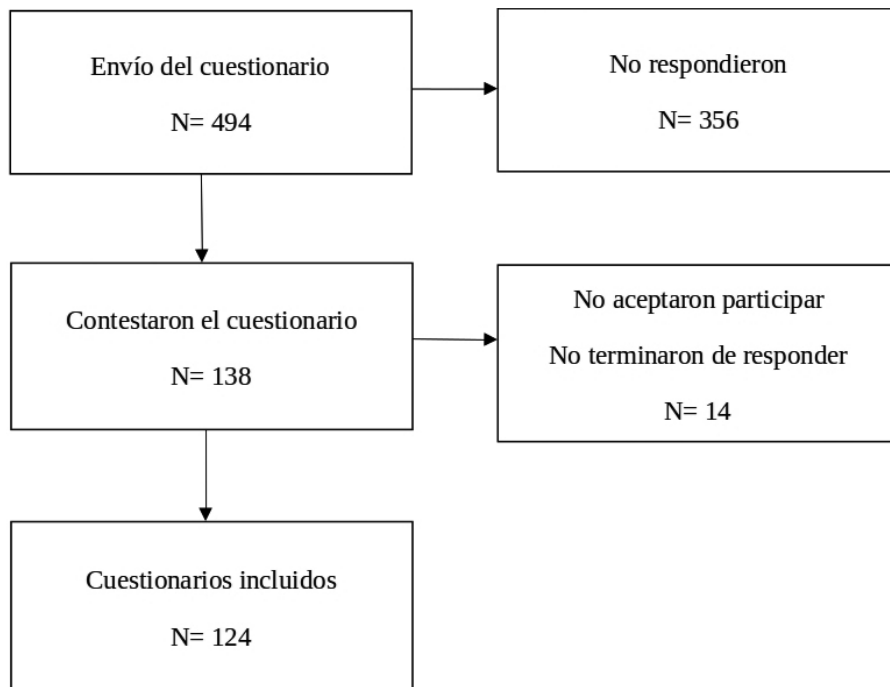 Envío del cuestionario
N= 494
No respondieron
N= 356
Contestaron el cuestionario
N= 138
No aceptaron participar
No terminaron de responder
N= 14
Cuestionarios incluidos
N= 124